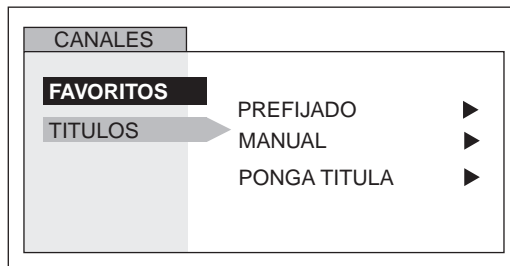 CANALES
FAVORITOS
TITULOS
PREFIJADO
MANUAL
PONGA TITULA